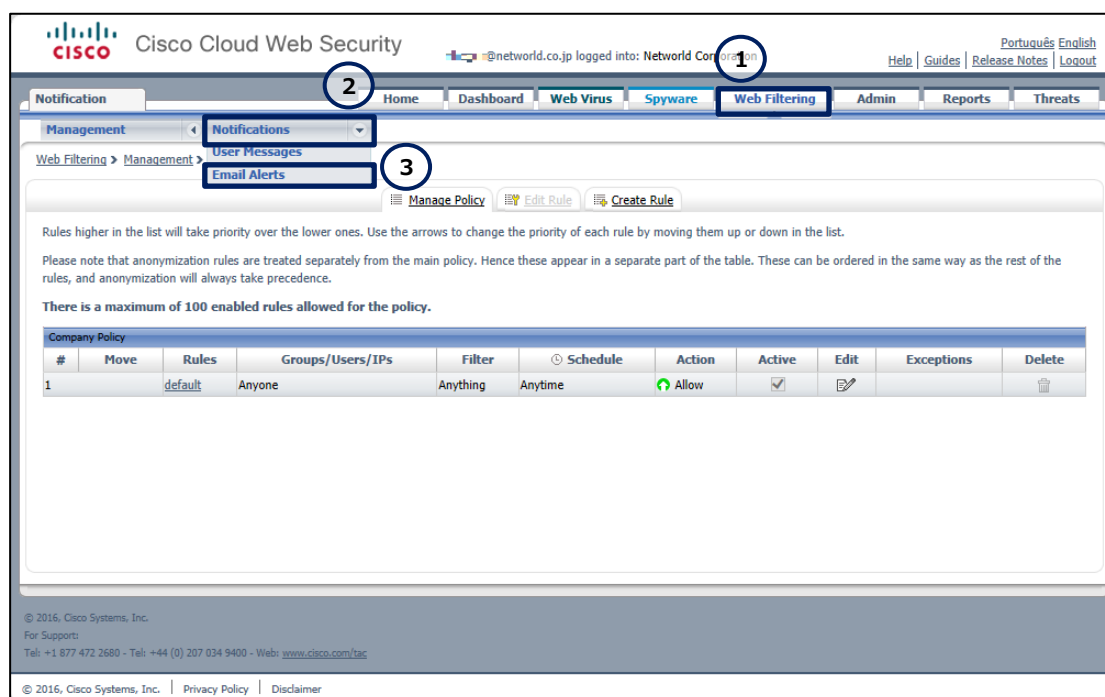 CISCO Cisco Cloud Web Security
@networld.co.jp logged into: Networld Corporation
Português English
Help | Guides | Release Notes | Logout
1
2
Notification
Home Dashboard Web Virus Spyware Web Filtering Admin Reports Threats
Management Notifications
User Messages
Web Filtering > Management >
Email Alerts
3
Manage Policy Edit Rule Create Rule
Rules higher in the list will take priority over the lower ones. Use the arrows to change the priority of each rule by moving them up or down in the list.
Please note that anonymization rules are treated separately from the main policy. Hence these appear in a separate part of the table. These can be ordered in the same way as the rest of the
rules, and anonymization will always take precedence.
There is a maximum of 100 enabled rules allowed for the policy.
Company Policy
# Move Rules Groups/Users/IPs Filter Schedule Action Active Edit Exceptions Delete
1 default Anyone Anything Anytime Allow
© 2016, Cisco Systems, Inc.
For Support:
Tel: +1 877 472 2680 - Tel: +44 (0) 207 034 9400 - Web: www.cisco.com/tac
© 2016, Cisco Systems, Inc. | Privacy Policy | Disclaimer